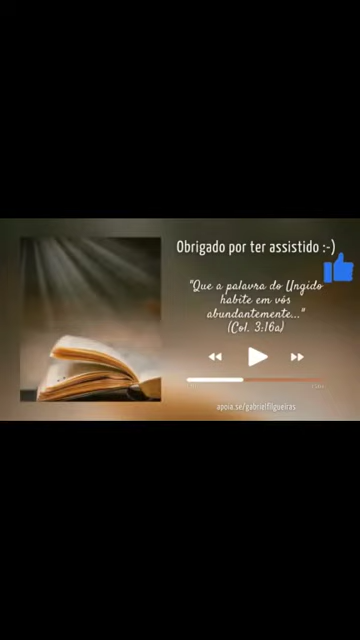 Obrigado por ter assistido :-)
"Que a palavra do Ungido
habite em vós
abundantemente..."
(Col. 3:16a)
apoia.se/gabrielfilgueiras